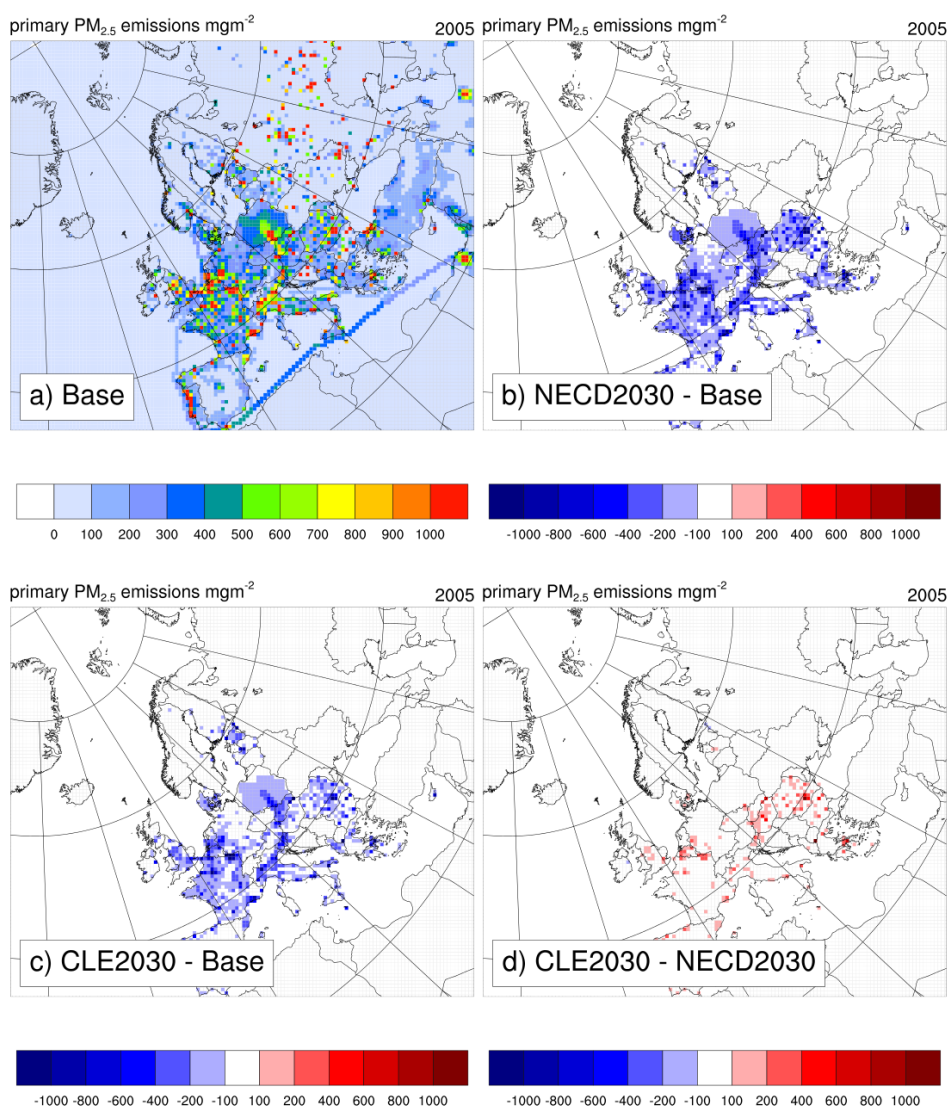 primary PM2.5 emissions mgm-2 2005
primary PM2.5 emissions mgm-2 2005
a) Base
b) NECD2030 - Base
0 100 200 300 400 500 600 700 800 900 1000
-1000 -800 -600 -400 -200 -100 100 200 400 600 800 1000
primary PM2.5 emissions mgm-2 2005
primary PM2.5 emissions mgm-2 2005
c) CLE2030 - Base
d) CLE2030 - NECD2030
-1000 -800 -600 -400 -200 -100 100 200 400 600 800 1000
-1000 -800 -600 -400 -200 -100 100 200 400 600 800 1000